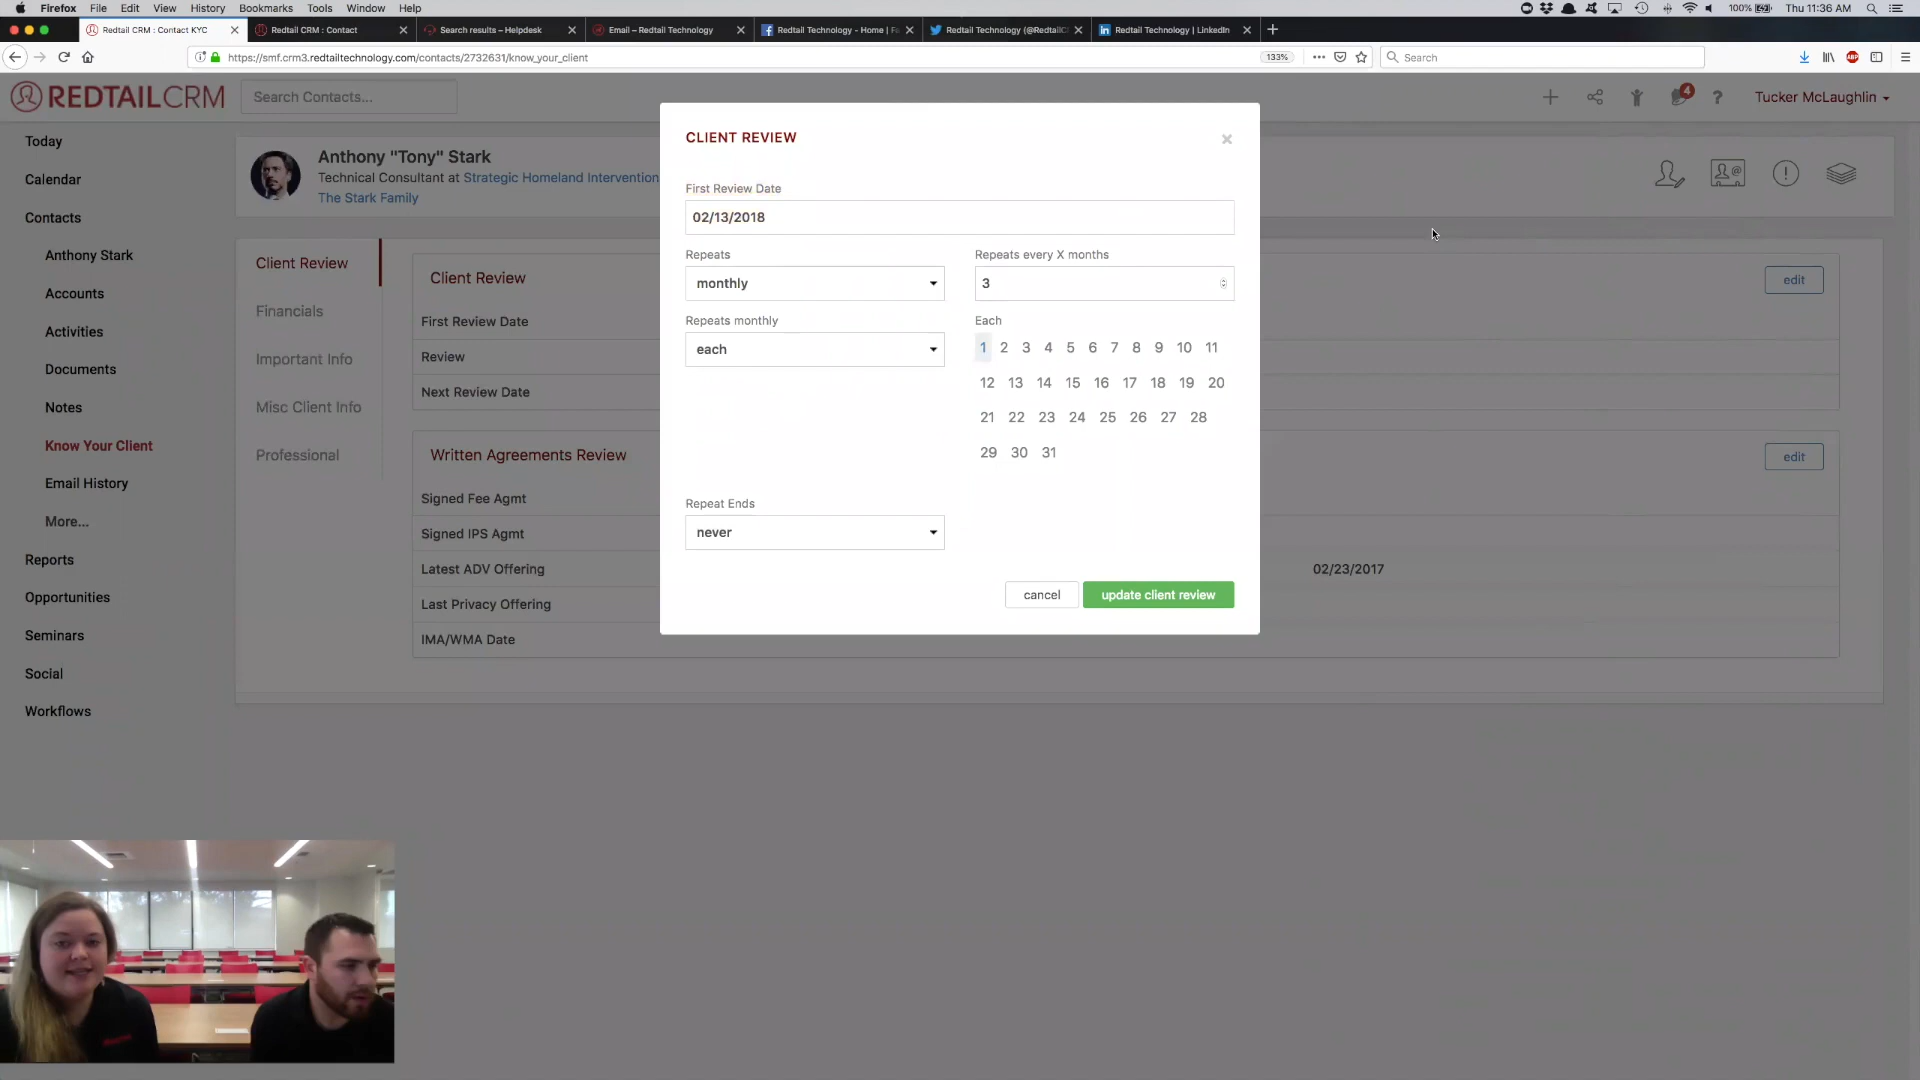 Firefox File Edit View History Bookmarks Tools Window Help 100% Thu 11:36 AM
Redtail CRM : Contact KYC
Redtail CRM : Contact
Search results – Helpdesk
Email – Redtail Technology
Redtail Technology - Home |
Redtail Technology (@RedtailC
Redtail Technology | LinkedIn
https://smf.crm3.redtailtechnology.com/contacts/2732631/know_your_client
133%
Search
REDTAILCRM
Search Contacts...
4
Tucker McLaughlin
Today
Calendar
Contacts
Anthony Stark
Accounts
Activities
Documents
Notes
Know Your Client
Email History
More...
Reports
Opportunities
Seminars
Social
Workflows
Anthony "Tony" Stark
Technical Consultant at Strategic Homeland Intervention
The Stark Family
Client Review
Financials
Important Info
Misc Client Info
Professional
Client Review
edit
First Review Date
Review
Next Review Date
Written Agreements Review
edit
Signed Fee Agmt
Signed IPS Agmt
Latest ADV Offering 02/23/2017
Last Privacy Offering
IMA/WMA Date
CLIENT REVIEW
First Review Date
02/13/2018
Repeats
monthly
Repeats every X months
3
Repeats monthly
each
Each
1 2 3 4 5 6 7 8 9 10 11
12 13 14 15 16 17 18 19 20
21 22 23 24 25 26 27 28
29 30 31
Repeat Ends
never
cancel
update client review